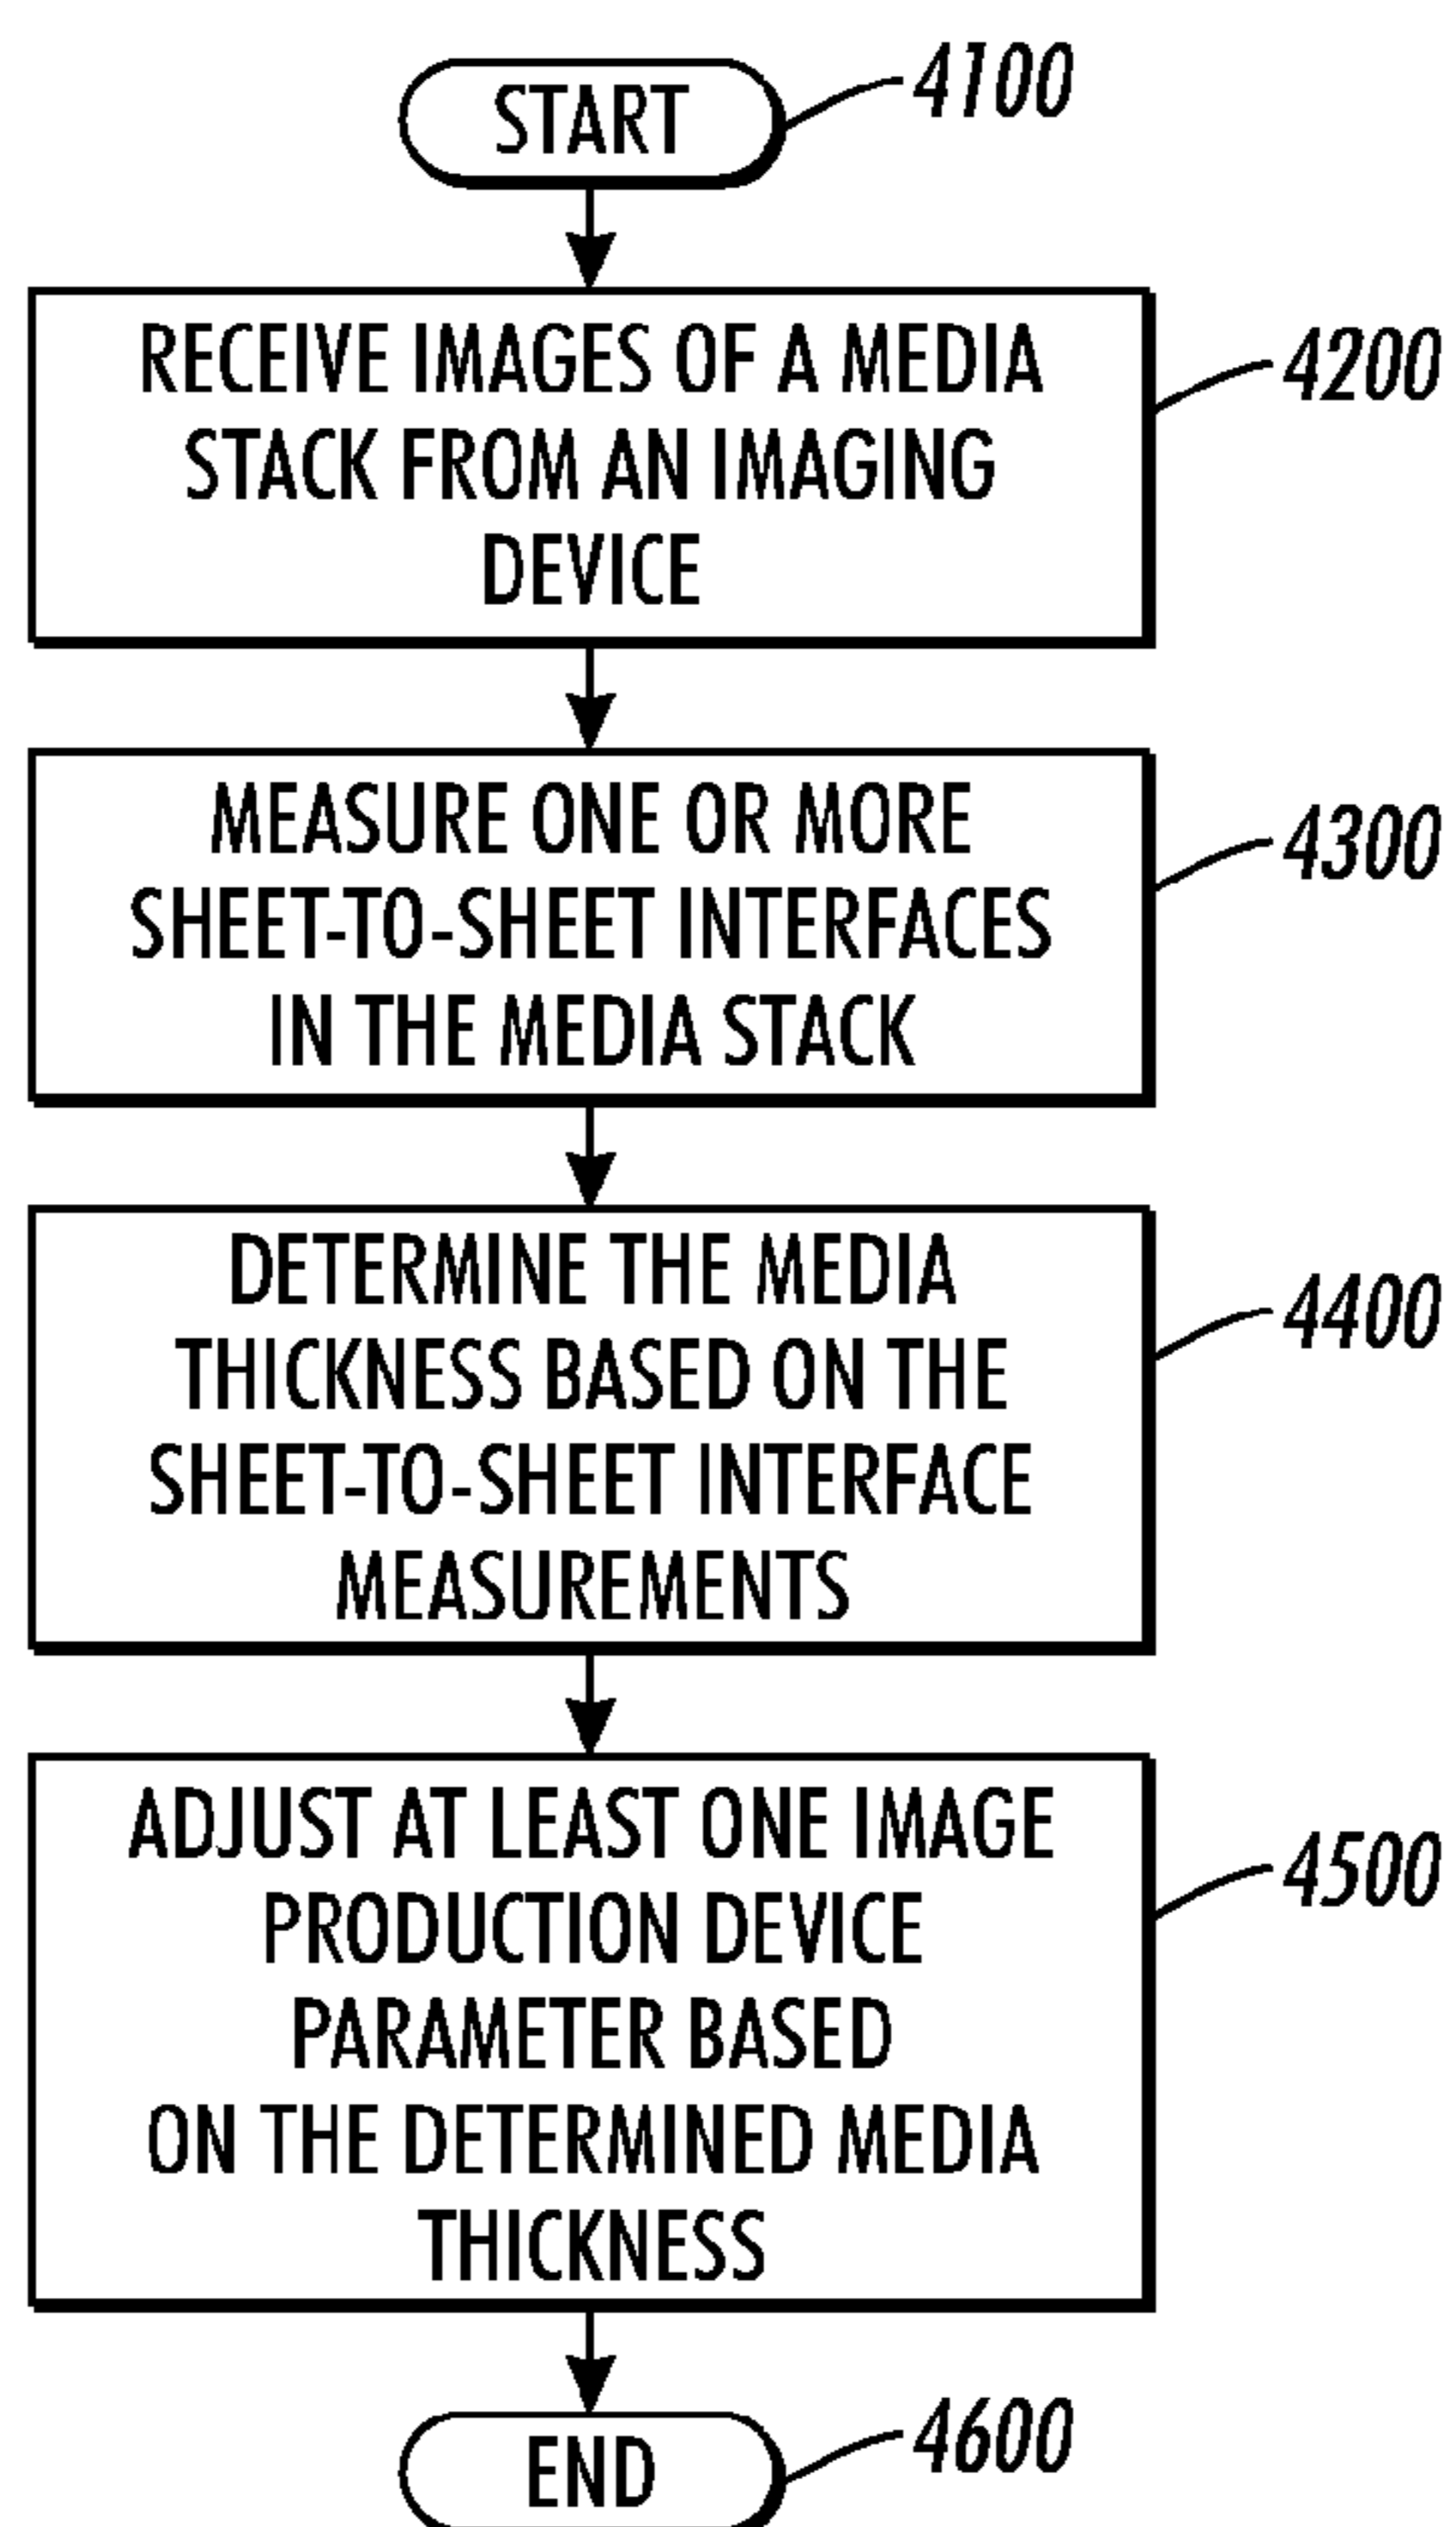 START
4100
RECEIVE IMAGES OF A MEDIA
STACK FROM AN IMAGING
DEVICE
4200
MEASURE ONE OR MORE
SHEET-TO-SHEET INTERFACES
IN THE MEDIA STACK
4300
DETERMINE THE MEDIA
THICKNESS BASED ON THE
SHEET-TO-SHEET INTERFACE
MEASUREMENTS
4400
ADJUST AT LEAST ONE IMAGE
PRODUCTION DEVICE
PARAMETER BASED
ON THE DETERMINED MEDIA
THICKNESS
4500
END
4600